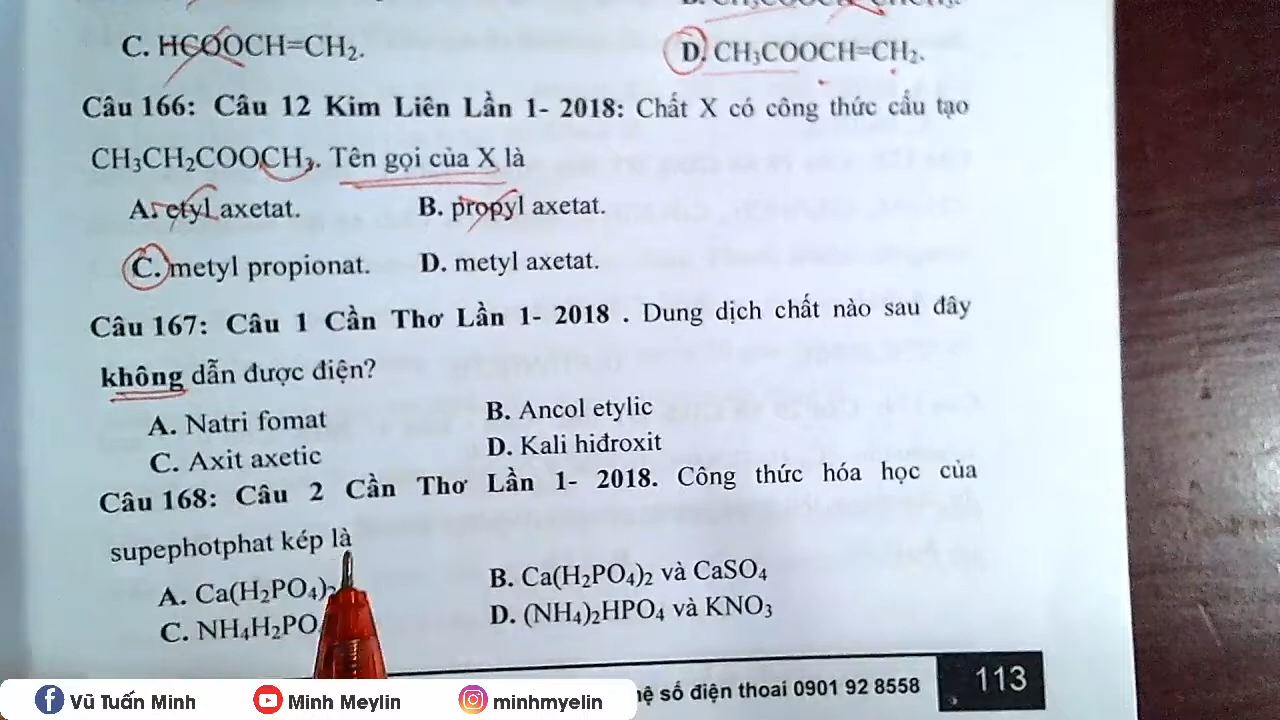 C. HCOOCH=CH₂.
D. CH₃COOCH=CH₂.
Câu 166: Câu 12 Kim Liên Lần 1- 2018: Chất X có công thức cấu tạo
CH₃CH₂COOCH₃. Tên gọi của X là
A. etyl axetat.
B. propyl axetat.
C. metyl propionat.
D. metyl axetat.
Câu 167: Câu 1 Cần Thơ Lần 1- 2018 . Dung dịch chất nào sau đây
không dẫn được điện?
A. Natri fomat
B. Ancol etylic
C. Axit axetic
D. Kali hiđroxit
Câu 168: Câu 2 Cần Thơ Lần 1- 2018. Công thức hóa học của
supephotphat kép là
A. Ca(H₂PO₄)₂
B. Ca(H₂PO₄)₂ và CaSO₄
C. NH₄H₂PO
D. (NH₄)₂HPO₄ và KNO₃
số điện thoai 0901 92 8558
113
Vũ Tuấn Minh
Minh Meylin
minhmyelin